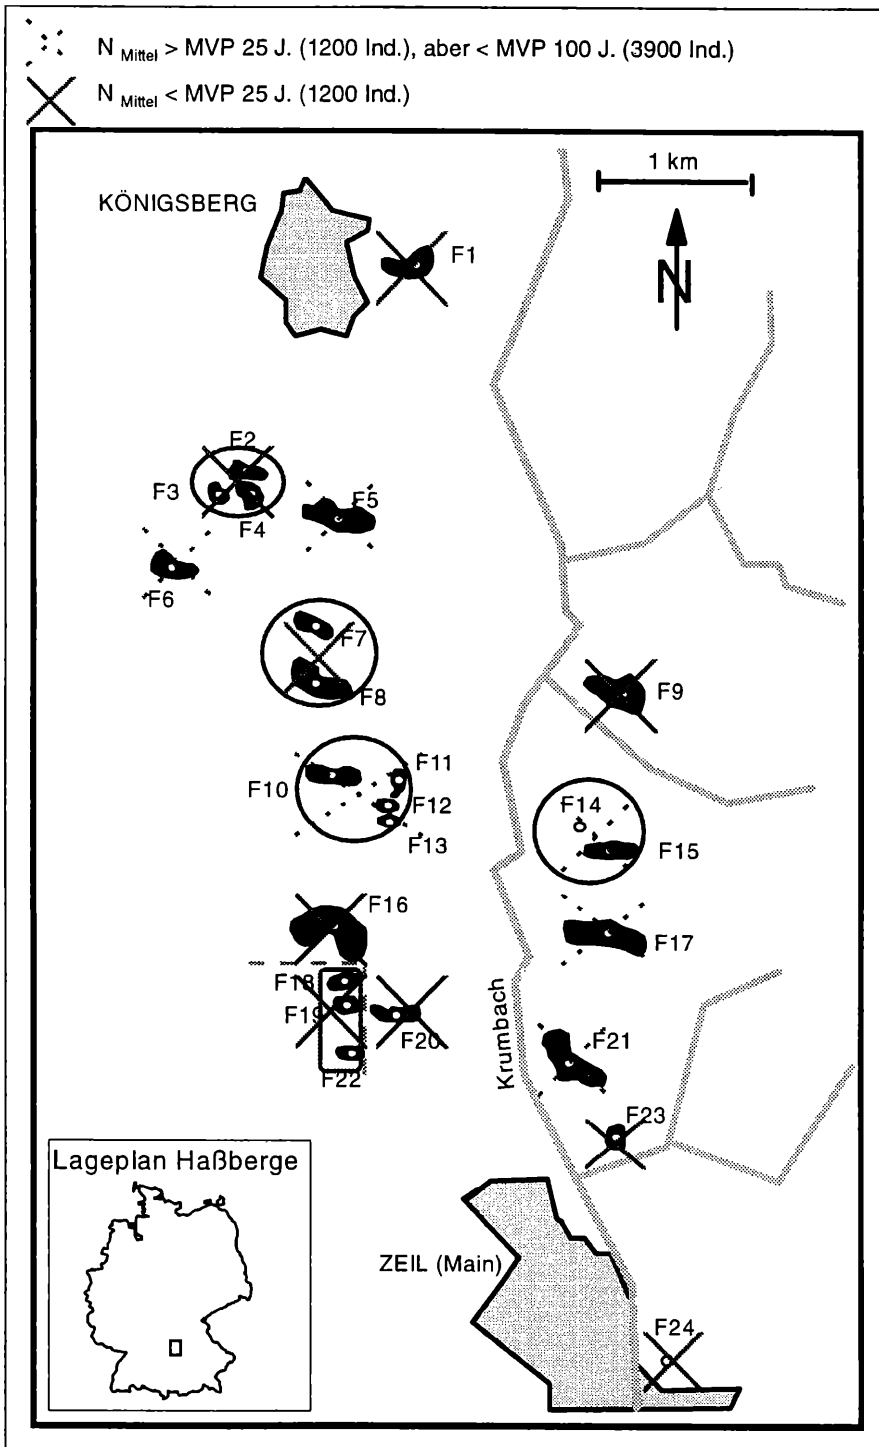 N Mittel > MVP 25 J. (1200 Ind.), aber < MVP 100 J. (3900 Ind.)
N Mittel < MVP 25 J. (1200 Ind.)
1 km
KÖNIGSBERG
F1
N
F2
F3
F5
F4
F6
F7
F8
F9
F11
F10
F12
F13
F14
F15
F16
F17
F18
F19
F20
Krumbach
F21
F22
F23
Lageplan Haßberge
ZEIL (Main)
F24